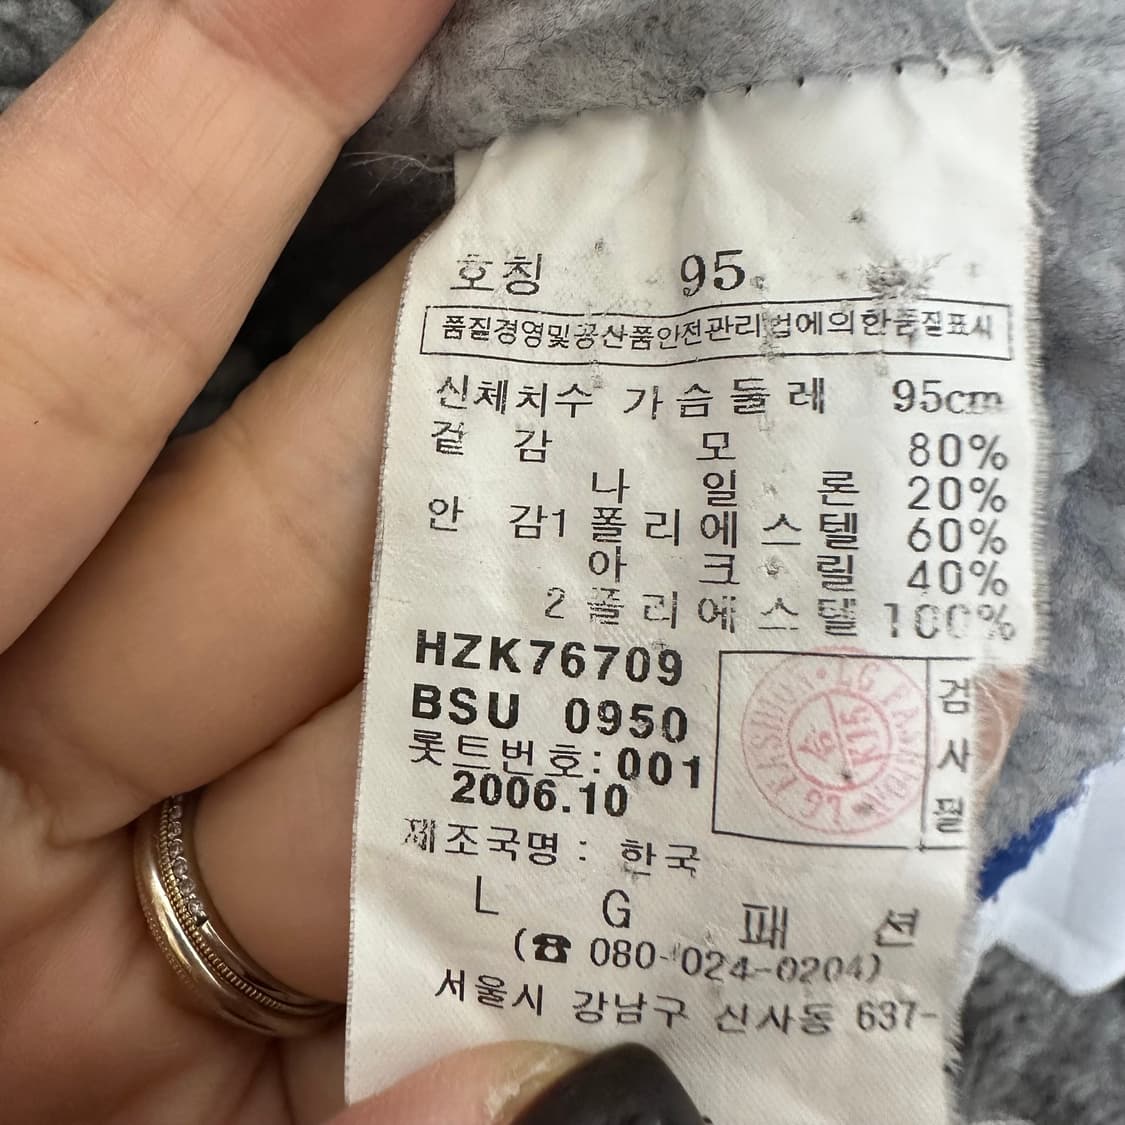 호칭 95
품질경영및공산품안전관리법에의한품질표시
신체치수 가슴둘레 95cm
겉 감 모 80%
나 일 론 20%
안 감1 폴 리 에 스 텔 60%
아 크 릴 40%
2 폴 리 에 스 텔 100%
HZK76709
BSU 0950
롯트번호:001
2006.10
제조국명 : 한국
LG FASHION · LG FASHION
검
사
필
L G 패 션
(☎ 080-024-0204)
서울시 강남구 신사동 637-